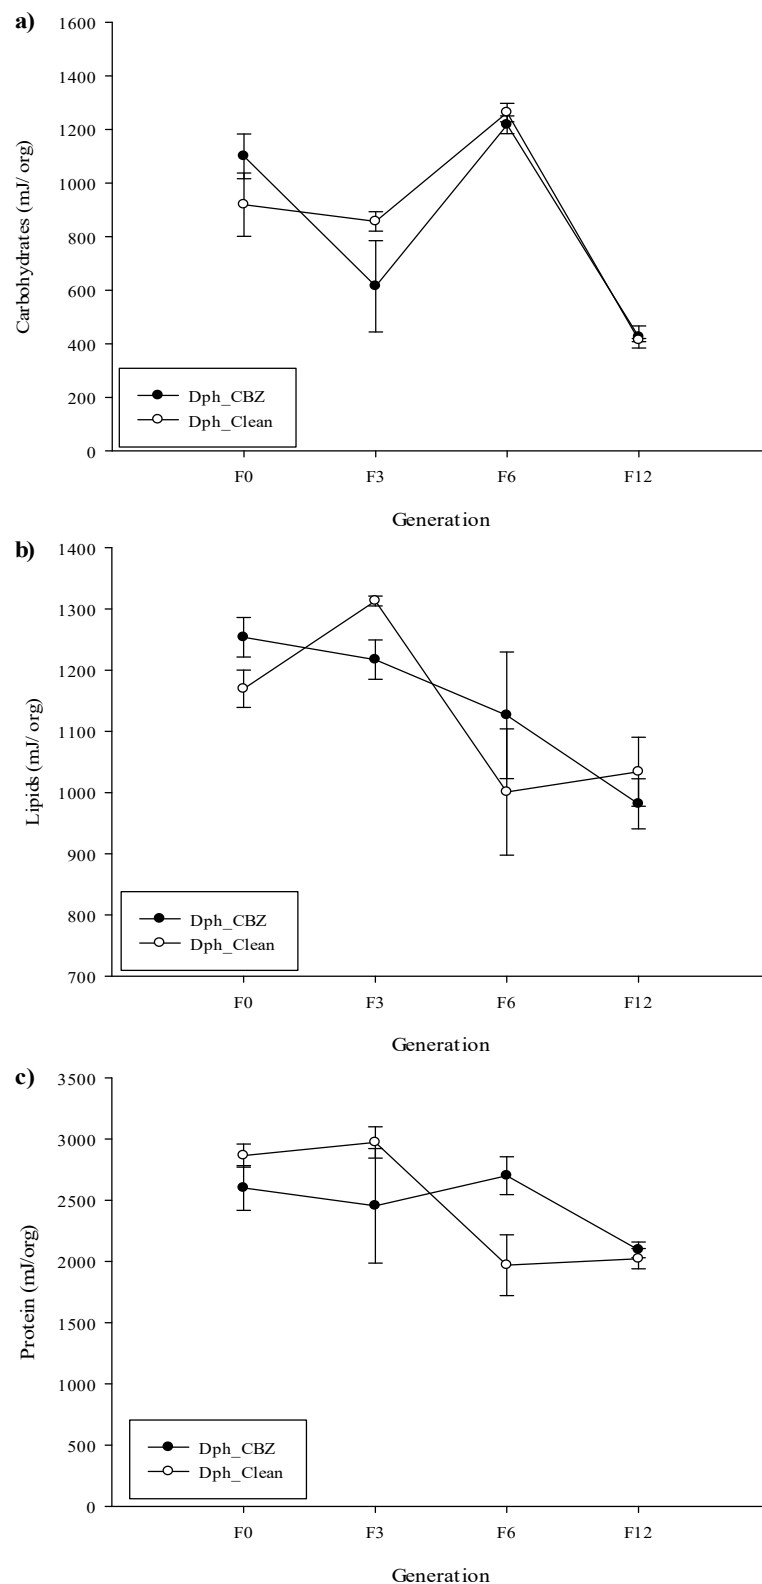 a)
1600
1400
1200
1000
800
600
400
200
0
Carbohydrates (mJ/ org)
Dph_CBZ
Dph_Clean
F0 F3 F6 F12
Generation
b)
1400
1300
1200
1100
1000
900
800
700
Lipids (mJ/ org)
Dph_CBZ
Dph_Clean
F0 F3 F6 F12
Generation
c)
3500
3000
2500
2000
1500
1000
500
0
Protein (mJ/org)
Dph_CBZ
Dph_Clean
F0 F3 F6 F12
Generation